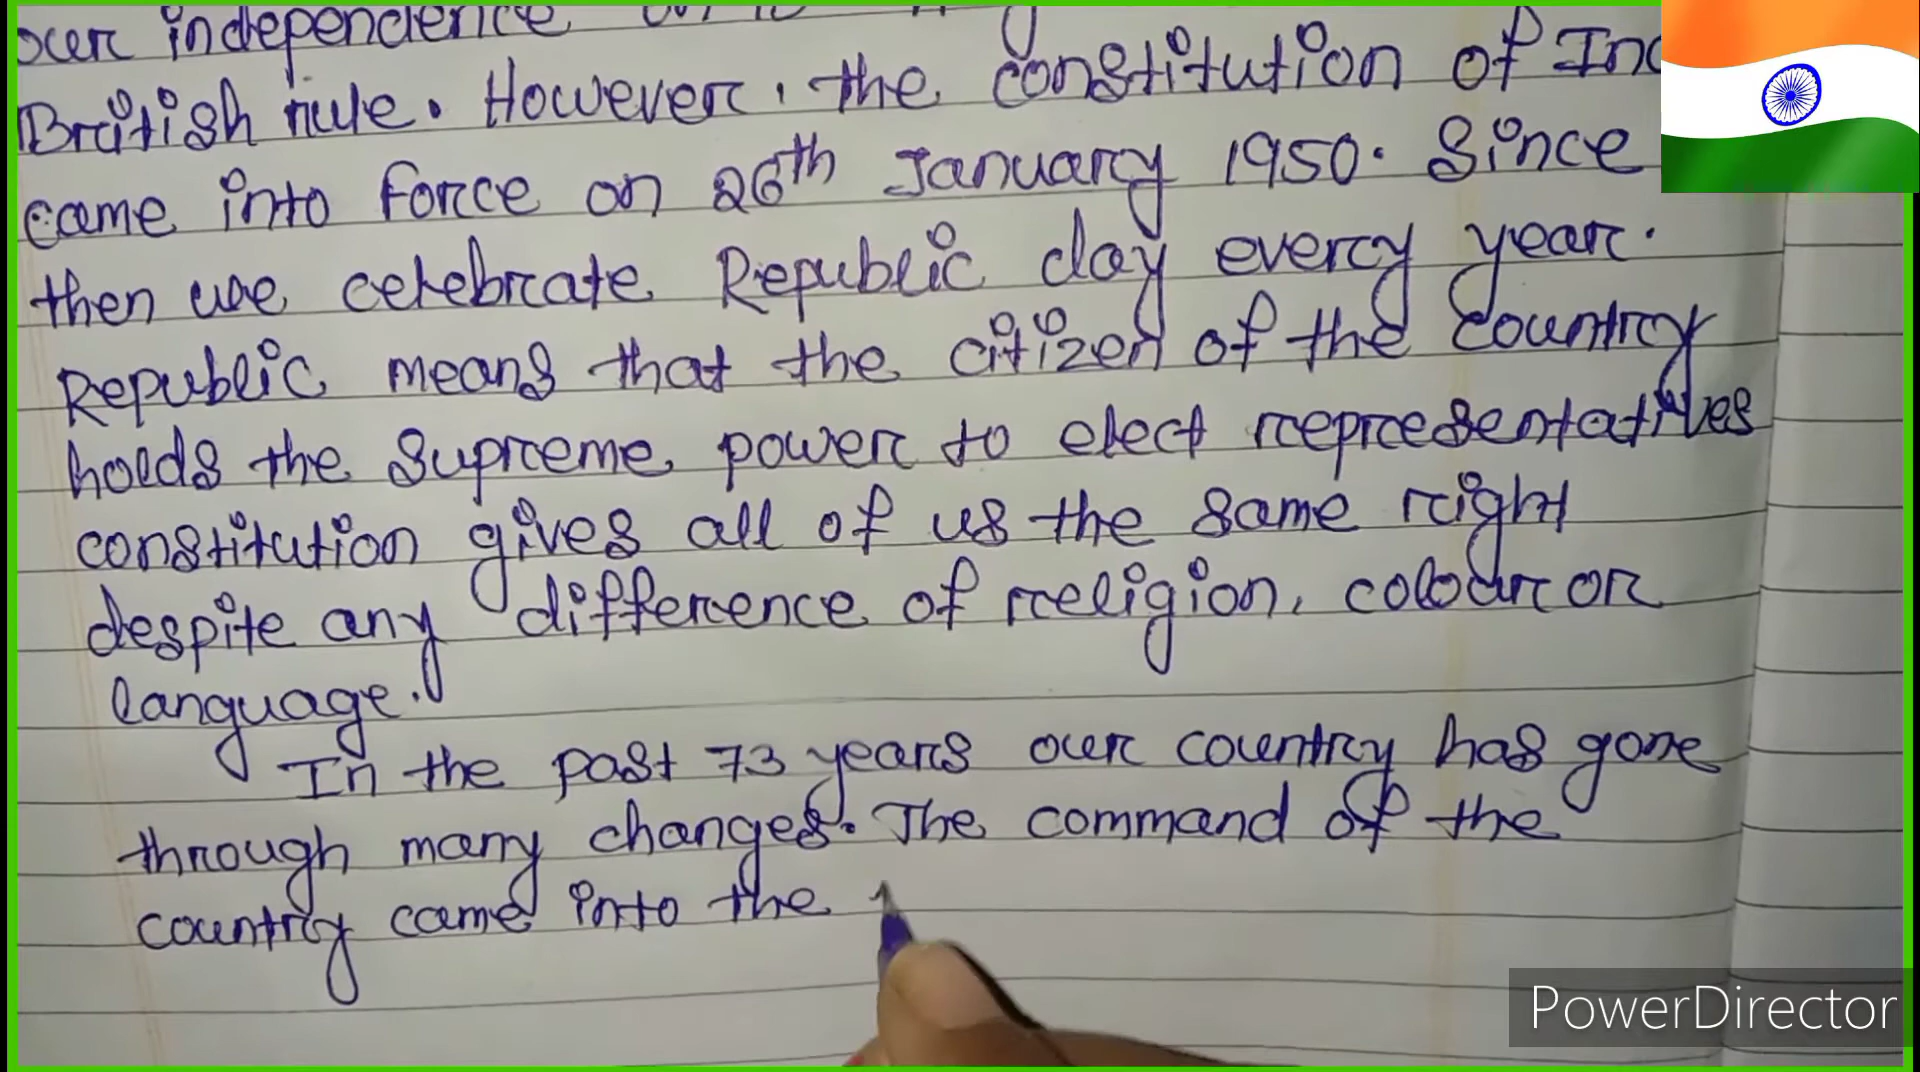 our independence
British rule. However, the constitution of
came into force on 26th January 1950. Since
then we celebrate Republic day every year.
Republic means that the citizen of the country
holds the supreme power to elect representatives
constitution gives all of us the same right
despite any difference of religion, colour or
language.
In the past 73 years our country has gone
through many changes. The command of the
country came into the
PowerDirector